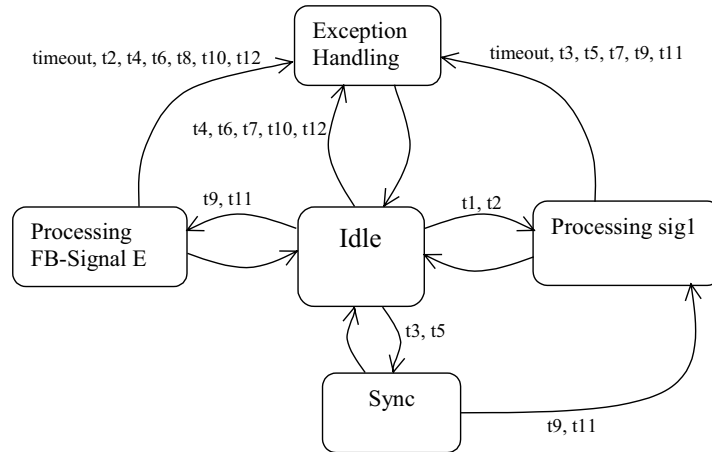 Exception
Handling
timeout, t2, t4, t6, t8, t10, t12
timeout, t3, t5, t7, t9, t11
t4, t6, t7, t10, t12
t9, t11
t1, t2
Processing
FB-Signal E
Idle
Processing sig1
t3, t5
Sync
t9, t11